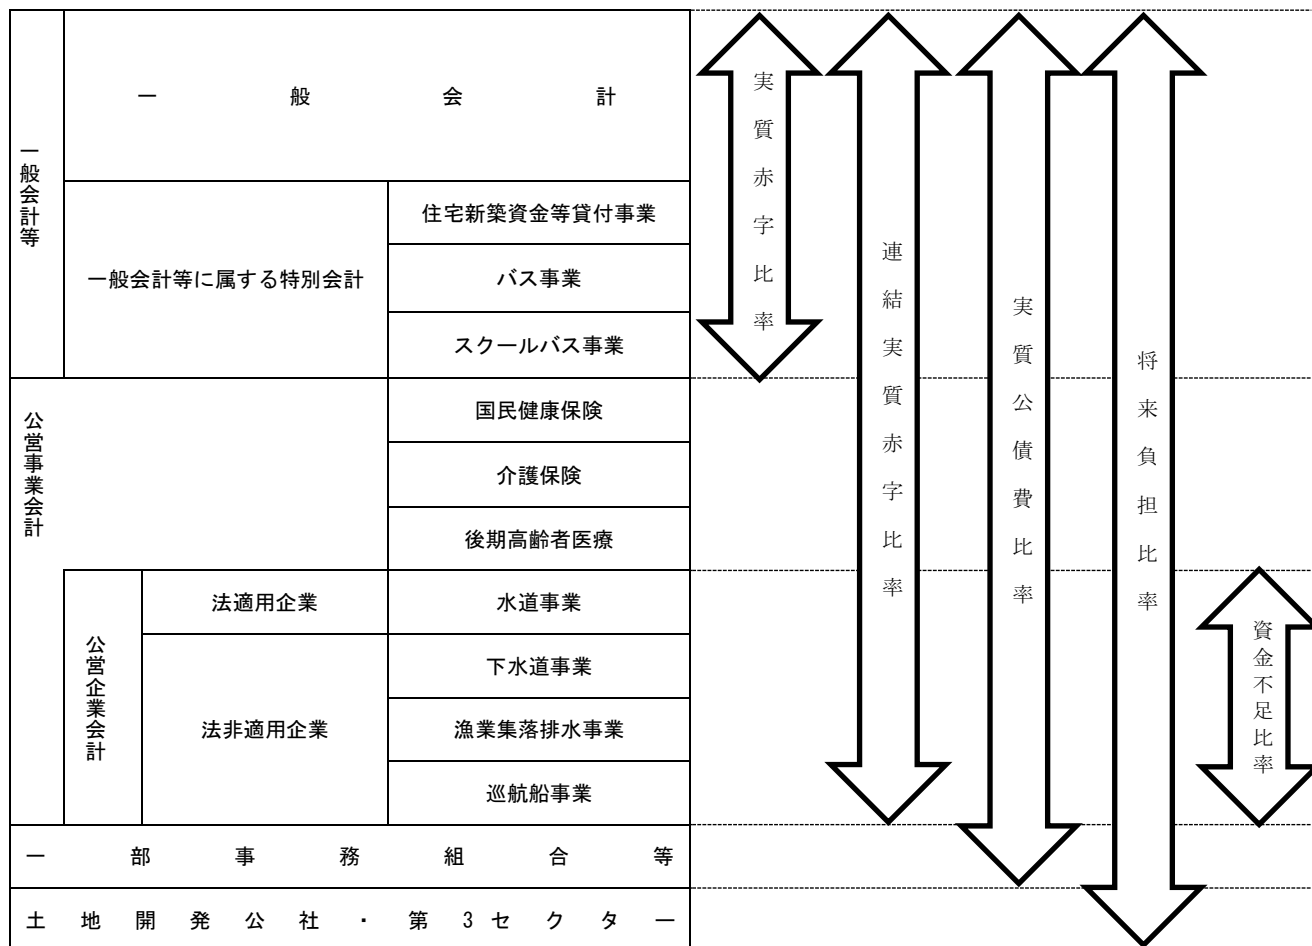 一般会計等
一般会計
一般会計等に属する特別会計
住宅新築資金等貸付事業
バス事業
スクールバス事業
公営事業会計
国民健康保険
介護保険
後期高齢者医療
公営企業会計
法適用企業
水道事業
法非適用企業
下水道事業
漁業集落排水事業
巡航船事業
一部事務組合等
土地開発公社・第3セクター
実質赤字比率
連結実質赤字比率
実質公債費比率
将来負担比率
資金不足比率